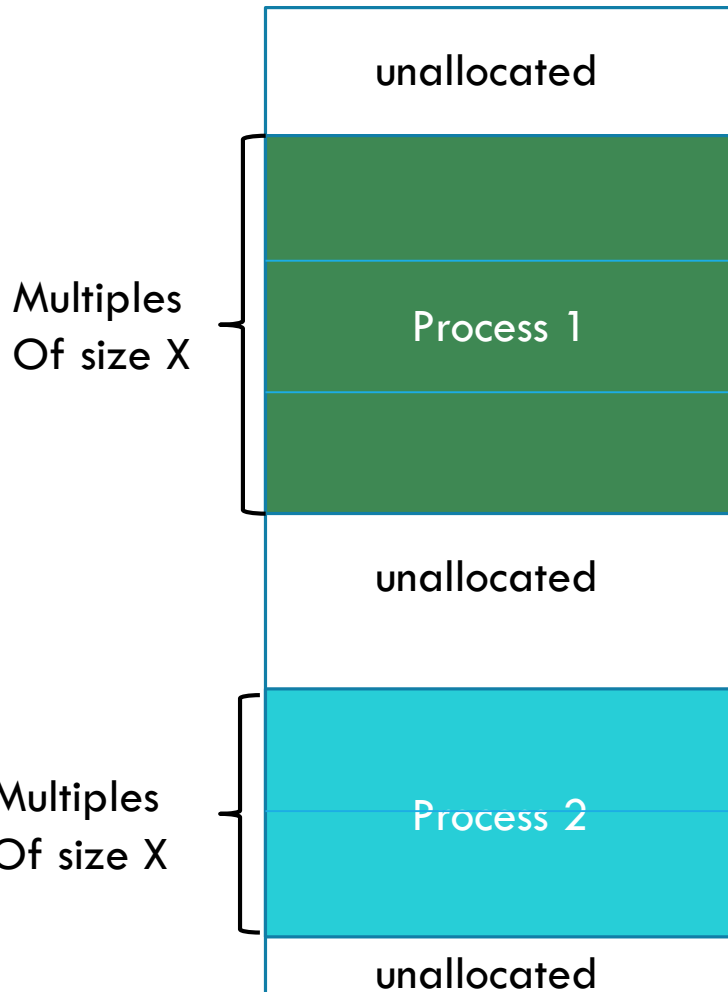 unallocated
Multiples
Of size X
Process 1
unallocated
Multiples
Of size X
Process 2
unallocated